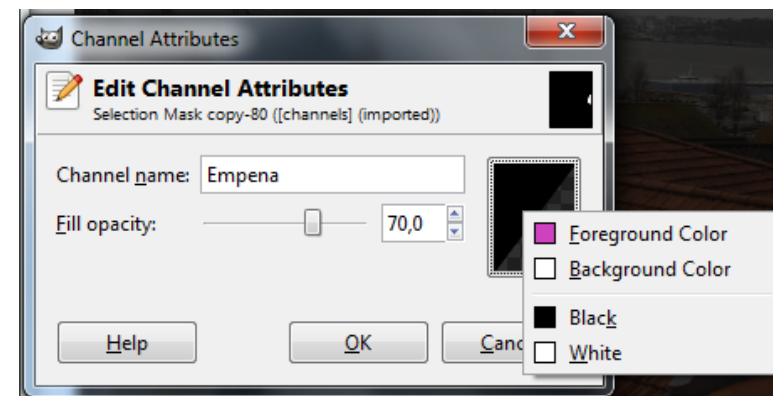 Channel Attributes
Edit Channel Attributes
Selection Mask copy-80 ([channels] (imported))
Channel name: Empena
Fill opacity: 70,0
Foreground Color
Background Color
Black
White
Help OK